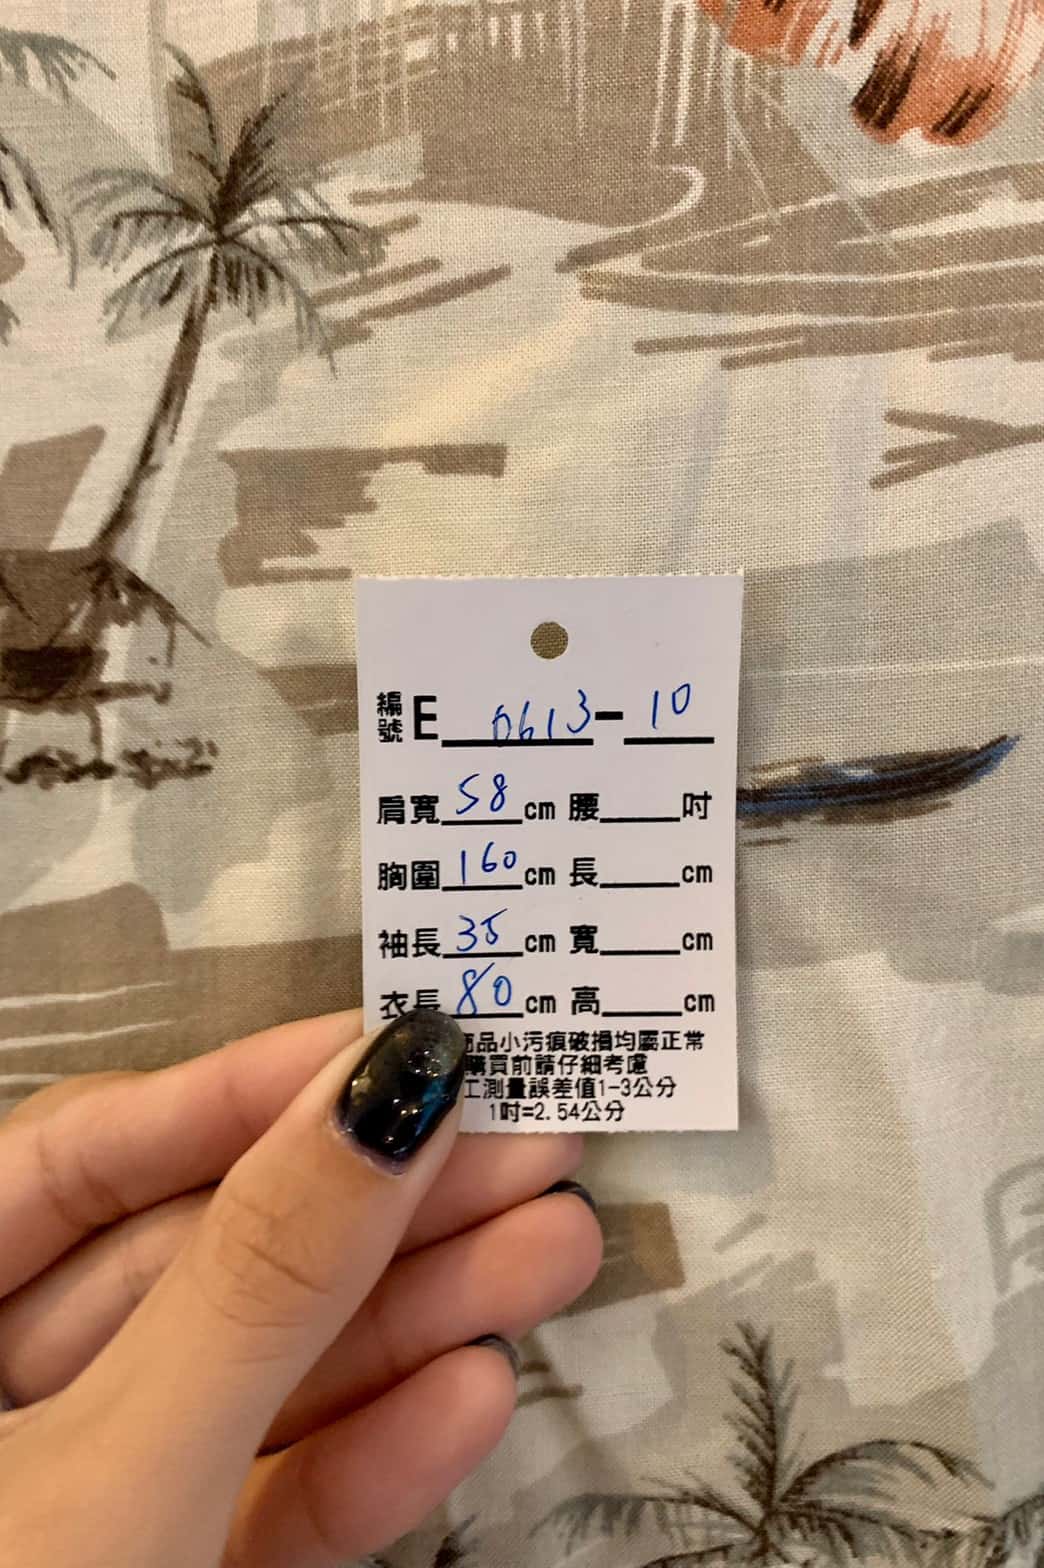 編號E 0613-10
肩寬 58 cm 腰 吋
胸圍 160 cm 長 cm
袖長 35 cm 寬 cm
衣長 80 cm 高 cm
品小污痕破損均屬正常
購買前請仔細考慮
工測量誤差值1-3公分
1吋=2.54公分